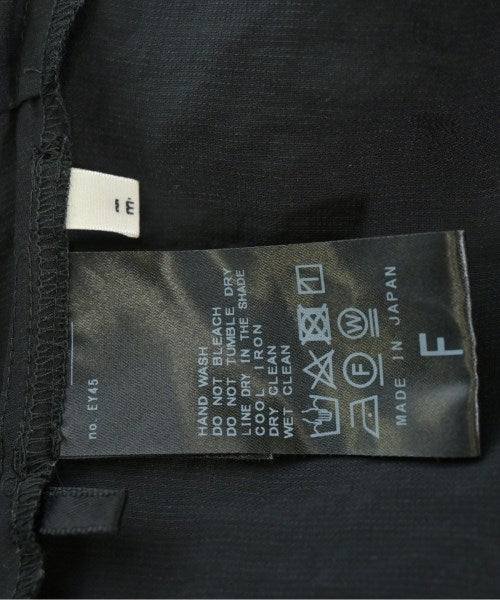 no. EY45
HAND WASH
DO NOT BLEACH
DO NOT TUMBLE DRY
LINE DRY IN THE SHADE
COOL IRON
DRY CLEAN
WET CLEAN
F W
MADE IN JAPAN
F